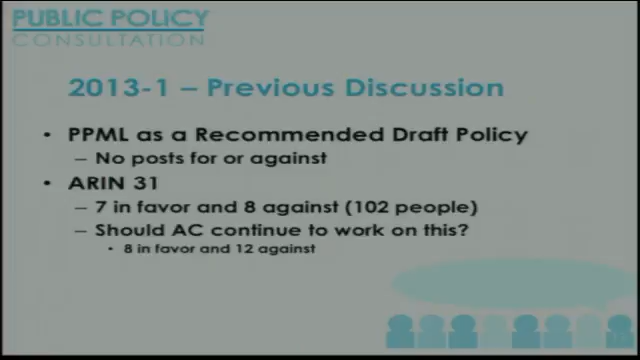 PUBLIC POLICY
CONSULTATION
2013-1 – Previous Discussion
• PPML as a Recommended Draft Policy
– No posts for or against
• ARIN 31
– 7 in favor and 8 against (102 people)
– Should AC continue to work on this?
• 8 in favor and 12 against